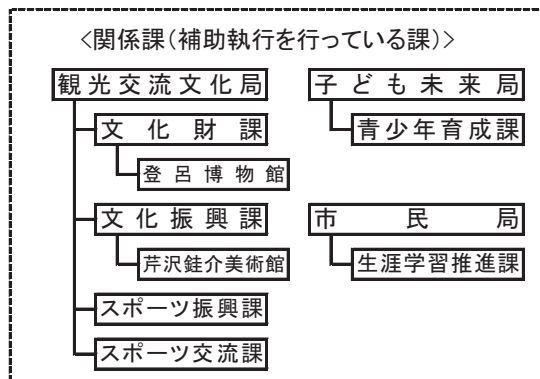 <関係課(補助執行を行っている課)>
観光交流文化局
文化財課
登呂博物館
文化振興課
芹沢銈介美術館
スポーツ振興課
スポーツ交流課
子ども未来局
青少年育成課
市民局
生涯学習推進課